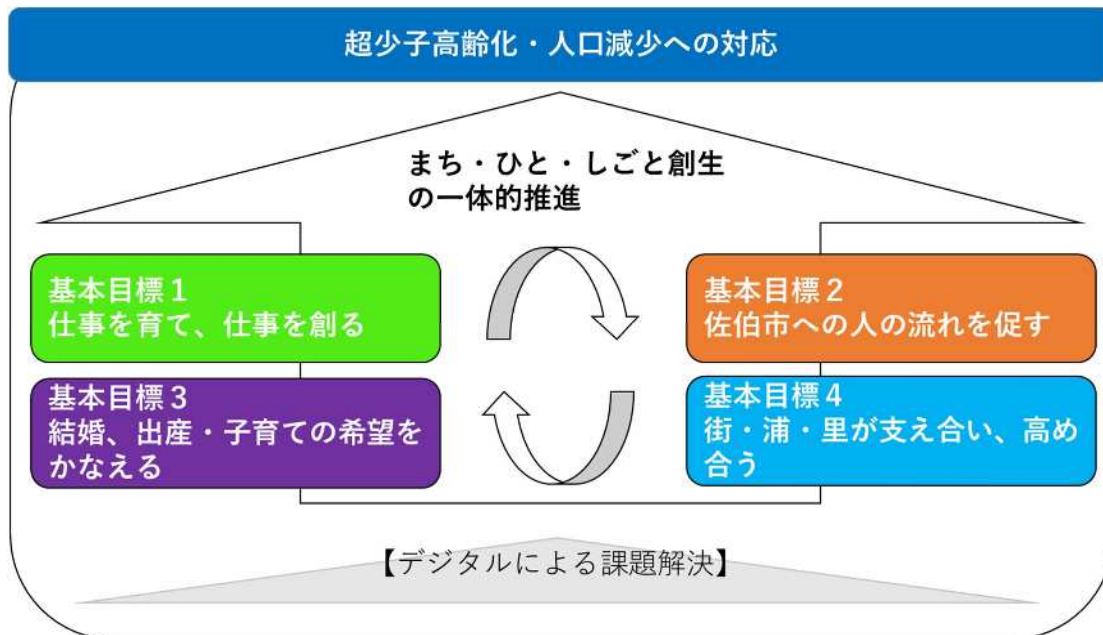 超少子高齢化・人口減少への対応
まち・ひと・しごと創生
の一体的推進
基本目標１
仕事を育て、仕事を創る
基本目標２
佐伯市への人の流れを促す
基本目標３
結婚、出産・子育ての希望を
かなえる
基本目標４
街・浦・里が支え合い、高め
合う
【デジタルによる課題解決】